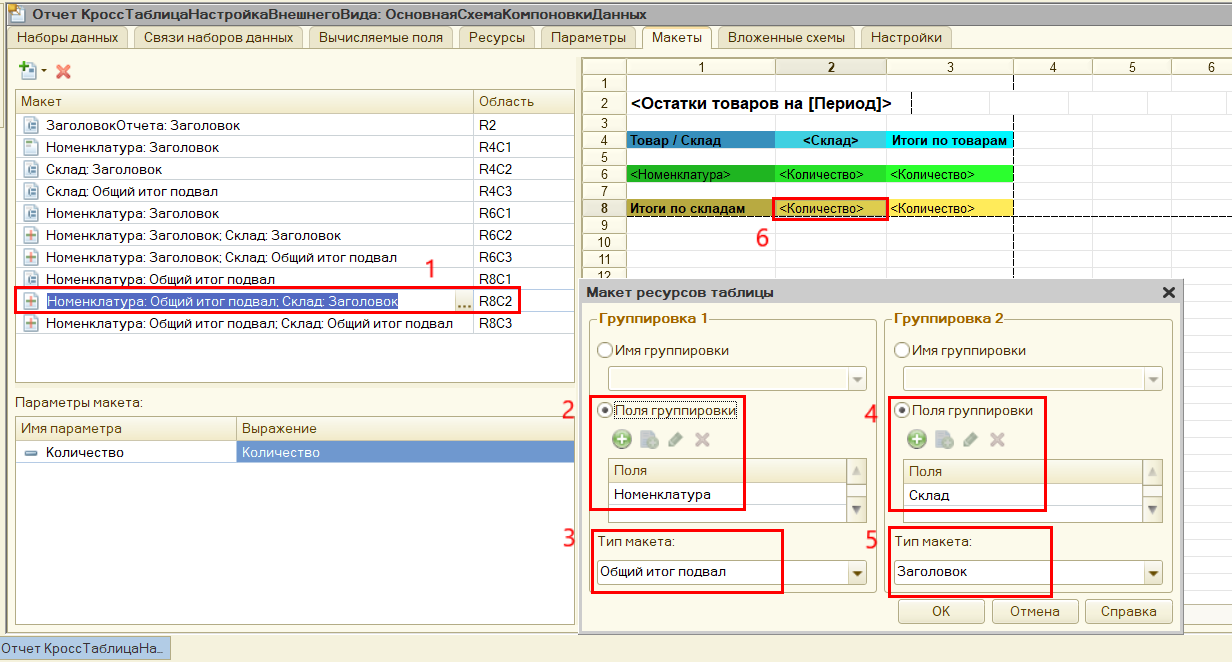 Отчет КроссТаблицаНастройкаВнешнегоВида: ОсновнаяСхемаКомпоновкиДанных
Наборы данных Связи наборов данных Вычисляемые поля Ресурсы Параметры Макеты Вложенные схемы Настройки
Макет Область
ЗаголовокОтчета: Заголовок R2
Номенклатура: Заголовок R4C1
Склад: Заголовок R4C2
Склад: Общий итог подвал R4C3
Номенклатура: Заголовок R6C1
Номенклатура: Заголовок; Склад: Заголовок R6C2
Номенклатура: Заголовок; Склад: Общий итог подвал R6C3
1
Номенклатура: Общий итог подвал R8C1
Номенклатура: Общий итог подвал; Склад: Заголовок ... R8C2
Номенклатура: Общий итог подвал; Склад: Общий итог подвал R8C3
Параметры макета:
Имя параметра Выражение
Количество Количество
1 2 3 4 5 6
1
2 <Остатки товаров на [Период]>
3
4 Товар / Склад <Склад> Итоги по товарам
5
6 <Номенклатура> <Количество> <Количество>
7
8 Итоги по складам <Количество> <Количество>
9
6
10
11
12
Макет ресурсов таблицы
Группировка 1
Имя группировки
2
Поля группировки
Поля
Номенклатура
3
Тип макета:
Общий итог подвал
Группировка 2
Имя группировки
4
Поля группировки
Поля
Склад
5
Тип макета:
Заголовок
OK Отмена Справка
Отчет КроссТаблицаНа...